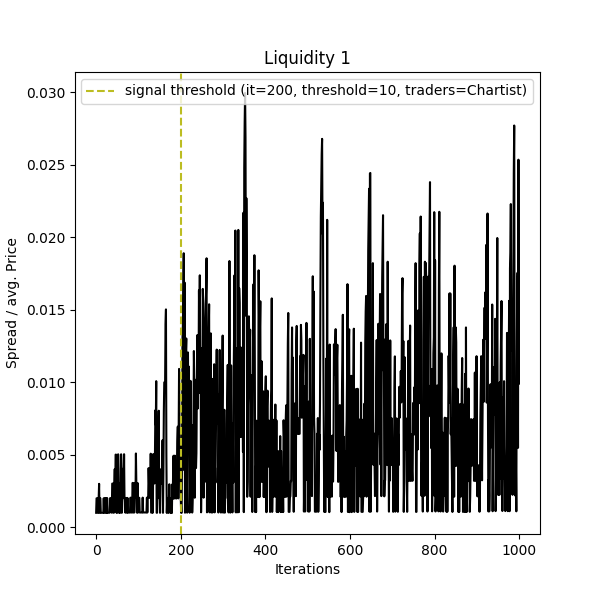 Liquidity 1
signal threshold (it=200, threshold=10, traders=Chartist)
Spread / avg. Price
0.030
0.025
0.020
0.015
0.010
0.005
0.000
0 200 400 600 800 1000
Iterations